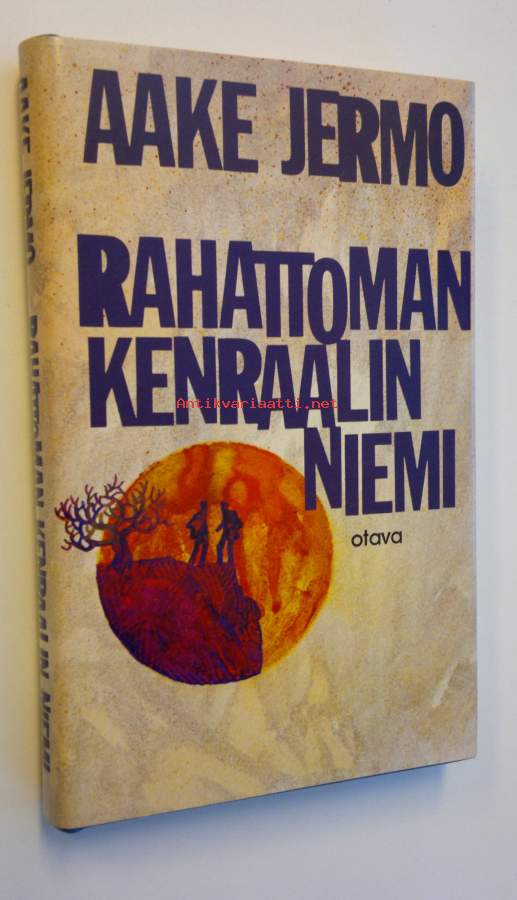 AAKE JERMO
RAHATTOMAN
KENRAALIN
NIEMI
otava
Antikvariaatti.net
AAKE JERMO RAHATTOMAN KENRAALIN NIEMI